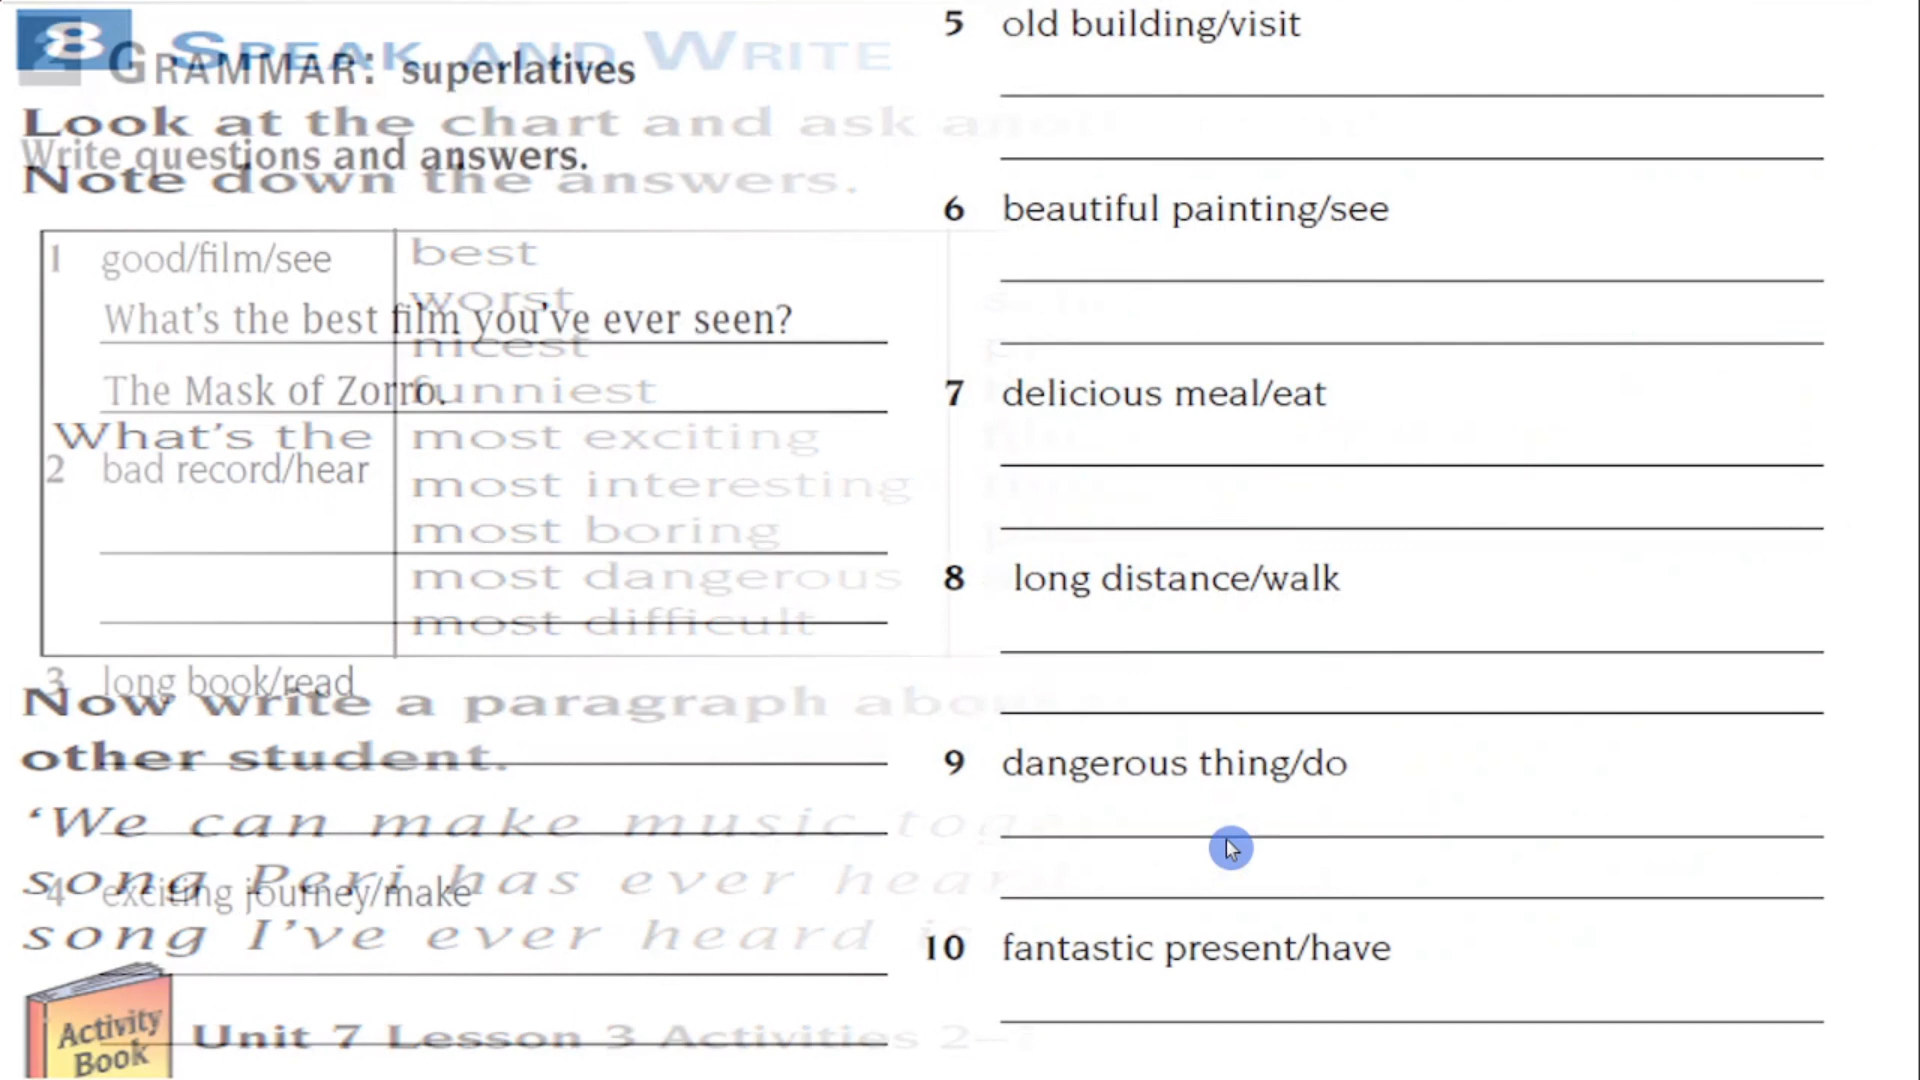 8 SPEAK AND WRITE
2 GRAMMAR: superlatives
Look at the chart and ask
Write questions and answers.
Note down the answers.
1 good/film/see
best
worst
What's the best film you've ever seen?
nicest
The Mask of Zorro.
funniest
What's the
most exciting
2 bad record/hear
most interesting
most boring
most dangerous
most difficult
3 long book/read
Now write a paragraph
other student.
'We can make music
song Peri has ever
4 exciting journey/make
song I've ever heard
Activity
Book
Unit 7 Lesson 3 Activities
5 old building/visit
6 beautiful painting/see
7 delicious meal/eat
8 long distance/walk
9 dangerous thing/do
10 fantastic present/have